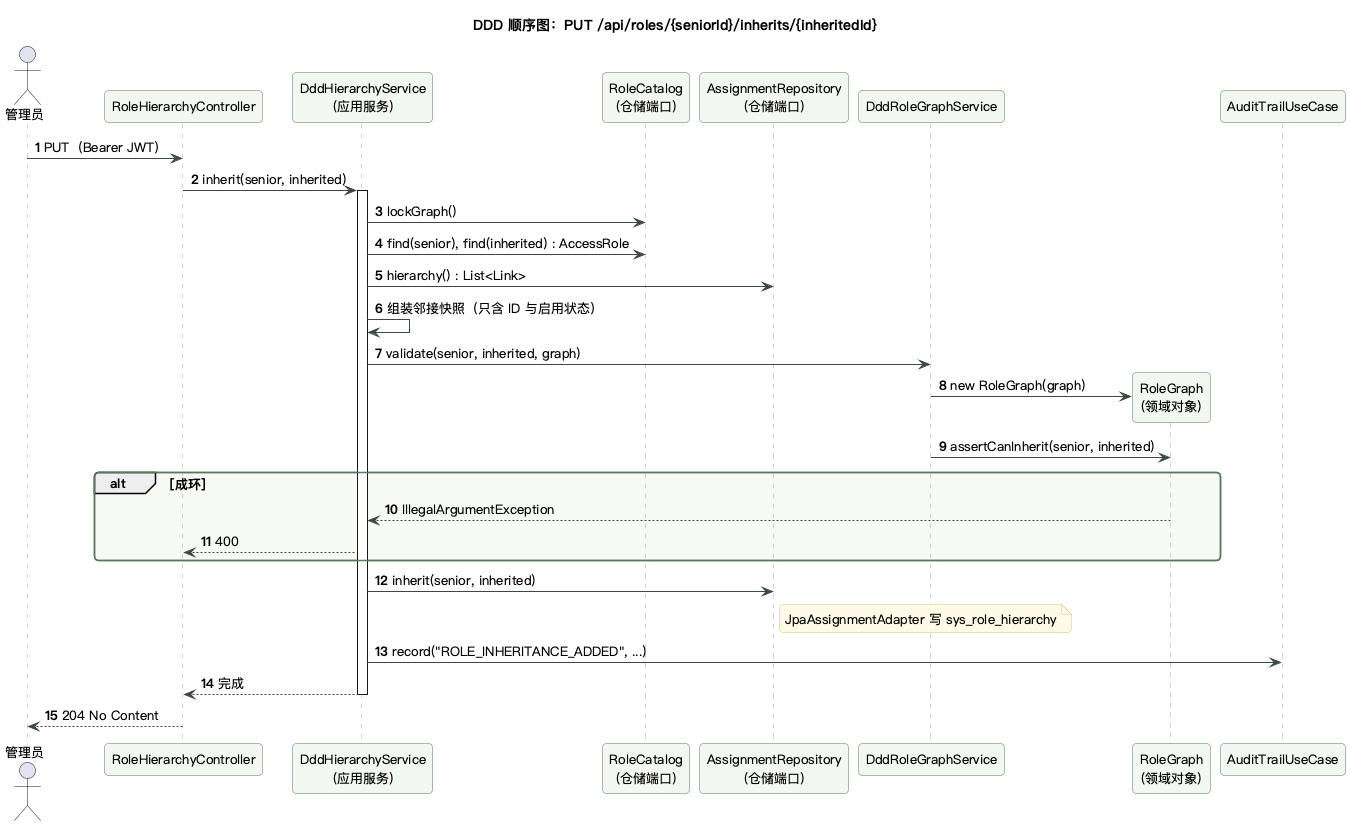 DDD 顺序图：PUT /api/roles/{seniorId}/inherits/{inheritedId}
管理员
RoleHierarchyController
DddHierarchyService
(应用服务)
RoleCatalog
(仓储端口)
AssignmentRepository
(仓储端口)
DddRoleGraphService
AuditTrailUseCase
1 PUT（Bearer JWT）
2 inherit(senior, inherited)
3 lockGraph()
4 find(senior), find(inherited) : AccessRole
5 hierarchy() : List<Link>
6 组装邻接快照（只含 ID 与启用状态）
7 validate(senior, inherited, graph)
8 new RoleGraph(graph)
RoleGraph
(领域对象)
9 assertCanInherit(senior, inherited)
alt [成环]
10 IllegalArgumentException
11 400
12 inherit(senior, inherited)
JpaAssignmentAdapter 写 sys_role_hierarchy
13 record("ROLE_INHERITANCE_ADDED", ...)
14 完成
15 204 No Content
管理员
RoleHierarchyController
DddHierarchyService
(应用服务)
RoleCatalog
(仓储端口)
AssignmentRepository
(仓储端口)
DddRoleGraphService
RoleGraph
(领域对象)
AuditTrailUseCase